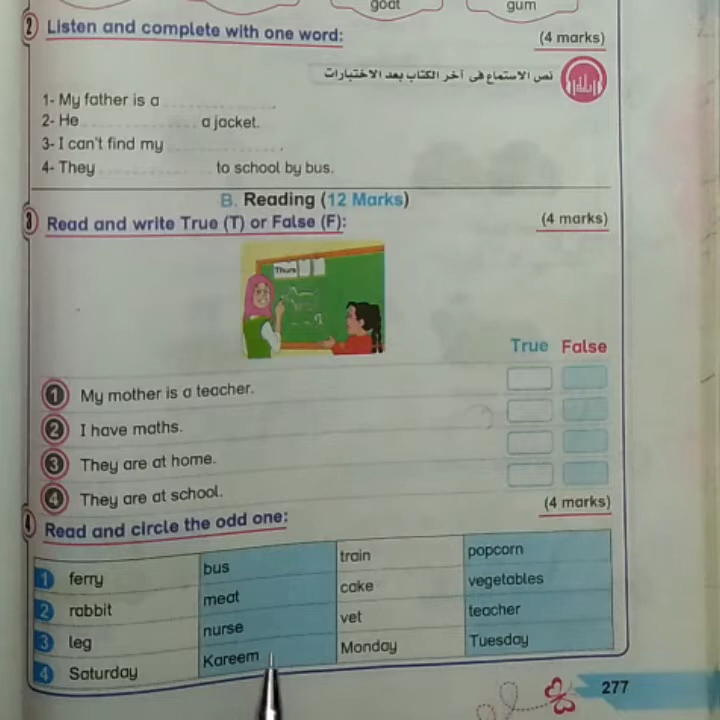 goat gum
2 Listen and complete with one word: (4 marks)
نص الاستماع فى آخر الكتاب بعد الاختبارات
1- My father is a ............
2- He ............ a jacket.
3- I can't find my ............ .
4- They ............ to school by bus.
B. Reading (12 Marks)
3 Read and write True (T) or False (F): (4 marks)
Thurs
True False
1 My mother is a teacher.
2 I have maths.
3 They are at home.
4 They are at school.
4 Read and circle the odd one: (4 marks)
1 ferry bus train popcorn
2 rabbit meat cake vegetables
3 leg nurse vet teacher
4 Saturday Kareem Monday Tuesday
277